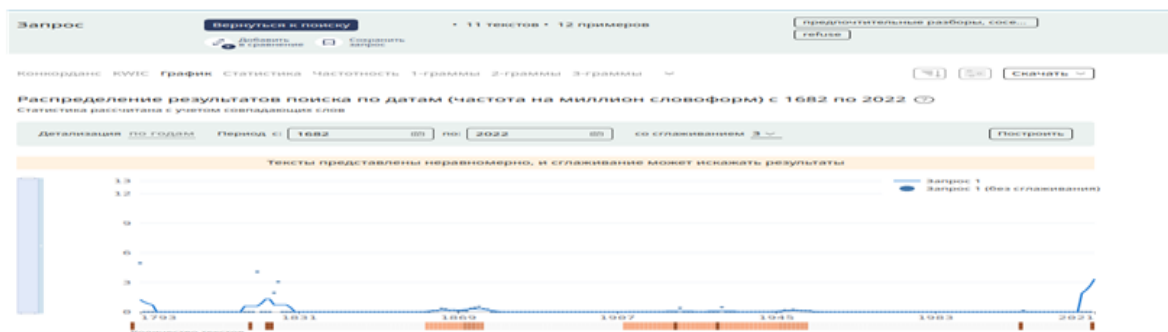 Запрос
Вернуться к поиску
• 11 текстов • 12 примеров
предпочтительные разборы, сосе...
refuse
Добавить в сравнение
Сохранить запрос
Конкорданс KWIC График Статистика Частотность 1-граммы 2-граммы 3-граммы
Скачать
Распределение результатов поиска по датам (частота на миллион словоформ) с 1682 по 2022
Статистика рассчитана с учетом совпадающих слов
Детализация по годам Период с: 1682 по: 2022 со сглаживанием 3
Построить
Тексты представлены неравномерно, и сглаживание может искажать результаты
13
12
9
6
3
0
Запрос 1
Запрос 1 (без сглаживания)
1793 1831 1869 1907 1945 1983 2021